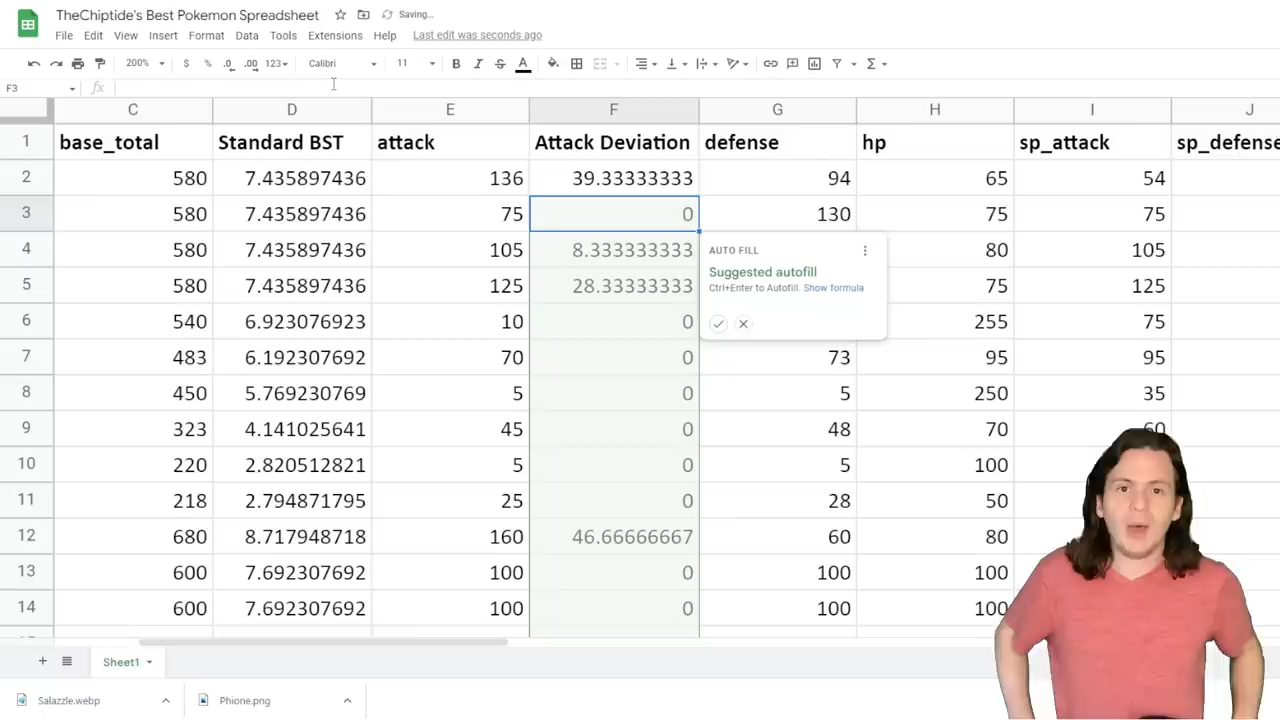 TheChiptide's Best Pokemon Spreadsheet Saving...
File Edit View Insert Format Data Tools Extensions Help Last edit was seconds ago
200% $ % .0 .00 123 Calibri 11 B I S A Σ
F3 fx
C D E F G H I J
1 base_total Standard BST attack Attack Deviation defense hp sp_attack sp_defense
2 580 7.435897436 136 39.33333333 94 65 54
3 580 7.435897436 75 0 130 75 75
4 580 7.435897436 105 8.333333333 80 105
5 580 7.435897436 125 28.33333333 75 125
AUTO FILL
Suggested autofill
Ctrl+Enter to Autofill. Show formula
6 540 6.923076923 10 0 255 75
7 483 6.192307692 70 0 73 95 95
8 450 5.769230769 5 0 5 250 35
9 323 4.141025641 45 0 48 70 60
10 220 2.820512821 5 0 5 100
11 218 2.794871795 25 0 28 50
12 680 8.717948718 160 46.66666667 60 80
13 600 7.692307692 100 0 100 100
14 600 7.692307692 100 0 100 100
+ Sheet1
Salazzle.webp Phione.png